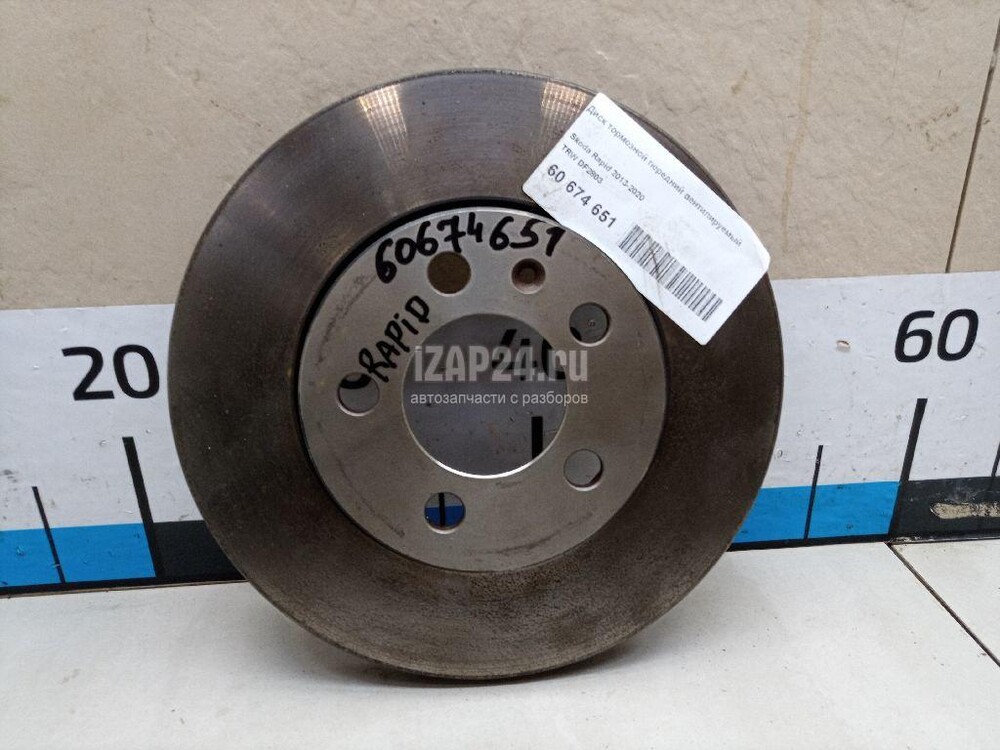 Диск тормозной передний вентилируемый
Skoda Rapid 2013-2020
TRW DF2803
60 674 651
60674651
RAPiD
20
4
60
iZAP24.ru
автозапчасти с разборов